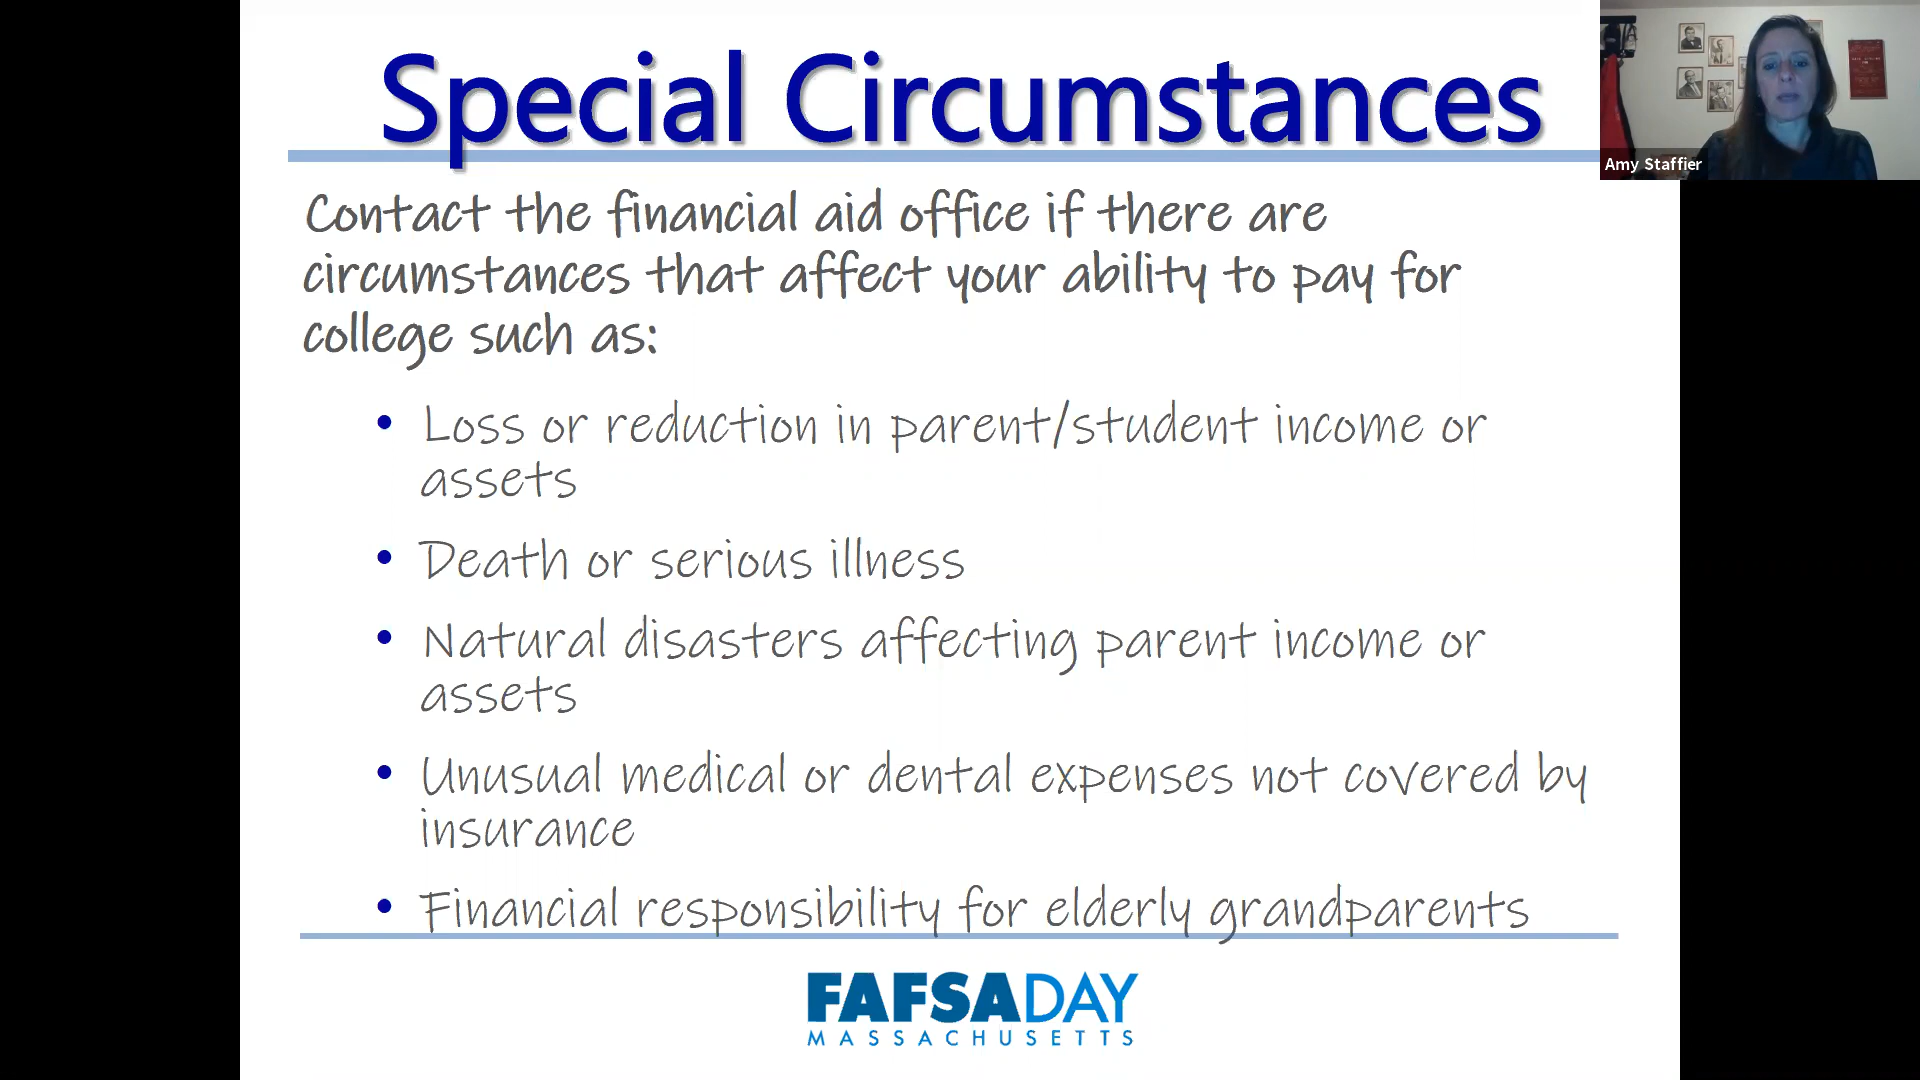 Special Circumstances
Amy Staffier
Contact the financial aid office if there are
circumstances that affect your ability to pay for
college such as:
• Loss or reduction in parent/student income or
assets
• Death or serious illness
• Natural disasters affecting parent income or
assets
• Unusual medical or dental expenses not covered by
insurance
• Financial responsibility for elderly grandparents
FAFSADAY
MASSACHUSETTS